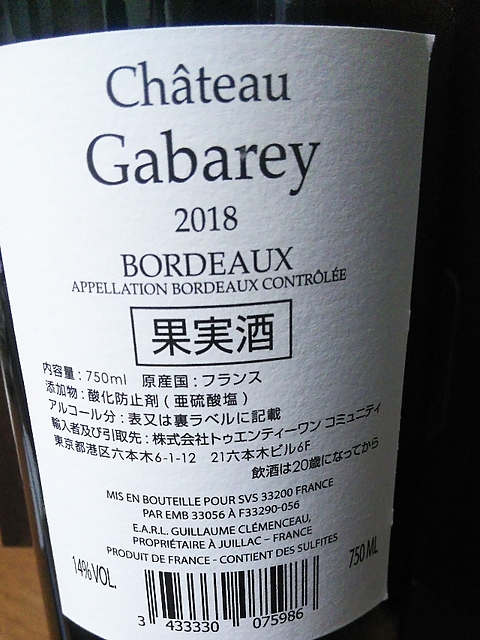 Château
Gabarey
2018
BORDEAUX
APPELLATION BORDEAUX CONTRÔLÉE
果実酒
内容量：750ml　原産国：フランス
添加物：酸化防止剤（亜硫酸塩）
アルコール分：表又は裏ラベルに記載
輸入者及び引取先：株式会社トゥエンティーワン コミュニティ
東京都港区六本木6-1-12　21六本木ビル6F
飲酒は20歳になってから
MIS EN BOUTEILLE POUR SVS 33200 FRANCE
PAR EMB 33056 À F33290-056
E.A.R.L. GUILLAUME CLÉMENCEAU,
PROPRIÉTAIRE À JUILLAC – FRANCE
PRODUIT DE FRANCE - CONTIENT DES SULFITES
14% VOL.
750 ML
3 433330 075986